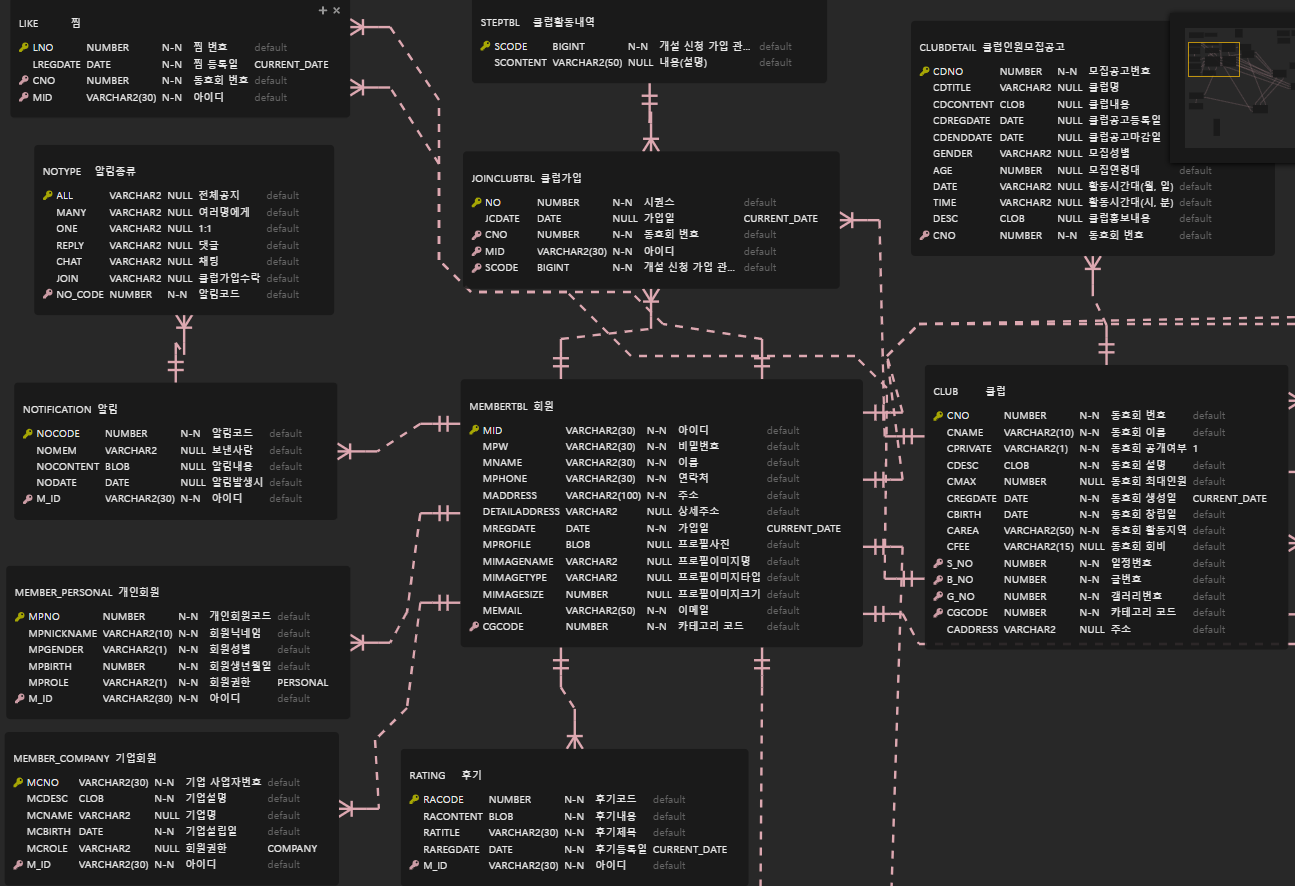 LIKE 찜
LNO NUMBER N-N 찜 번호 default
LREGDATE DATE N-N 찜 등록일 CURRENT_DATE
CNO NUMBER N-N 동호회 번호 default
MID VARCHAR2(30) N-N 아이디 default
STEPTBL 클럽활동내역
SCODE BIGINT N-N 개설 신청 가입 관... default
SCONTENT VARCHAR2(50) NULL 내용(설명) default
CLUBDETAIL 클럽인원모집공고
CDNO NUMBER N-N 모집공고번호
CDTITLE VARCHAR2 NULL 클럽명
CDCONTENT CLOB NULL 클럽내용
CDREGDATE DATE NULL 클럽공고등록일
CDENDDATE DATE NULL 클럽공고마감일
GENDER VARCHAR2 NULL 모집성별
AGE NUMBER NULL 모집연령대 default
DATE VARCHAR2 NULL 활동시간대(월, 일) default
TIME VARCHAR2 NULL 활동시간대(시, 분) default
DESC CLOB NULL 클럽홍보내용 default
CNO NUMBER N-N 동호회 번호 default
NOTYPE 알림종류
ALL VARCHAR2 NULL 전체공지 default
MANY VARCHAR2 NULL 여러명에게 default
ONE VARCHAR2 NULL 1:1 default
REPLY VARCHAR2 NULL 댓글 default
CHAT VARCHAR2 NULL 채팅 default
JOIN VARCHAR2 NULL 클럽가입수락 default
NO_CODE NUMBER N-N 알림코드 default
JOINCLUBTBL 클럽가입
NO NUMBER N-N 시퀀스 default
JCDATE DATE NULL 가입일 CURRENT_DATE
CNO NUMBER N-N 동호회 번호 default
MID VARCHAR2(30) N-N 아이디 default
SCODE BIGINT N-N 개설 신청 가입 관... default
NOTIFICATION 알림
NOCODE NUMBER N-N 알림코드 default
NOMEM VARCHAR2 NULL 보낸사람 default
NOCONTENT BLOB NULL 알림내용 default
NODATE DATE NULL 알림발생시 default
M_ID VARCHAR2(30) N-N 아이디 default
MEMBERTBL 회원
MID VARCHAR2(30) N-N 아이디 default
MPW VARCHAR2(30) N-N 비밀번호 default
MNAME VARCHAR2(30) N-N 이름 default
MPHONE VARCHAR2(30) N-N 연락처 default
MADDRESS VARCHAR2(100) N-N 주소 default
DETAILADDRESS VARCHAR2 NULL 상세주소 default
MREGDATE DATE N-N 가입일 CURRENT_DATE
MPROFILE BLOB NULL 프로필사진 default
MIMAGENAME VARCHAR2 NULL 프로필이미지명 default
MIMAGETYPE VARCHAR2 NULL 프로필이미지타입 default
MIMAGESIZE NUMBER NULL 프로필이미지크기 default
MEMAIL VARCHAR2(50) N-N 이메일 default
CGCODE NUMBER N-N 카테고리 코드 default
CLUB 클럽
CNO NUMBER N-N 동호회 번호 default
CNAME VARCHAR2(10) N-N 동호회 이름 default
CPRIVATE VARCHAR2(1) N-N 동호회 공개여부 1
CDESC CLOB N-N 동호회 설명 default
CMAX NUMBER NULL 동호회 최대인원 default
CREGDATE DATE N-N 동호회 생성일 CURRENT_DATE
CBIRTH DATE N-N 동호회 창립일 default
CAREA VARCHAR2(50) N-N 동호회 활동지역 default
CFEE VARCHAR2(15) NULL 동호회 회비 default
S_NO NUMBER N-N 일정번호 default
B_NO NUMBER N-N 글번호 default
G_NO NUMBER N-N 갤러리번호 default
CGCODE NUMBER N-N 카테고리 코드 default
CADDRESS VARCHAR2 NULL 주소 default
MEMBER_PERSONAL 개인회원
MPNO NUMBER N-N 개인회원코드 default
MPNICKNAME VARCHAR2(10) N-N 회원닉네임 default
MPGENDER VARCHAR2(1) N-N 회원성별 default
MPBIRTH NUMBER N-N 회원생년월일 default
MPROLE VARCHAR2(1) N-N 회원권한 PERSONAL
M_ID VARCHAR2(30) N-N 아이디 default
MEMBER_COMPANY 기업회원
MCNO VARCHAR2(30) N-N 기업 사업자번호 default
MCDESC CLOB N-N 기업설명 default
MCNAME VARCHAR2 NULL 기업명 default
MCBIRTH DATE N-N 기업설립일 default
MCROLE VARCHAR2 NULL 회원권한 COMPANY
M_ID VARCHAR2(30) N-N 아이디 default
RATING 후기
RACODE NUMBER N-N 후기코드 default
RACONTENT BLOB N-N 후기내용 default
RATITLE VARCHAR2(30) N-N 후기제목 default
RAREGDATE DATE N-N 후기등록일 CURRENT_DATE
M_ID VARCHAR2(30) N-N 아이디 default